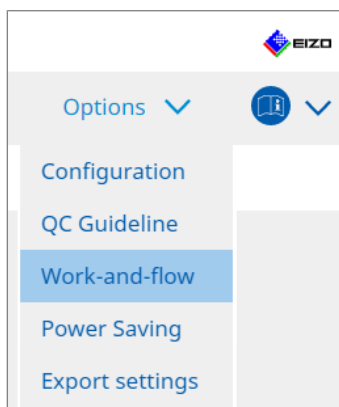 EIZO
Options
Configuration
QC Guideline
Work-and-flow
Power Saving
Export settings